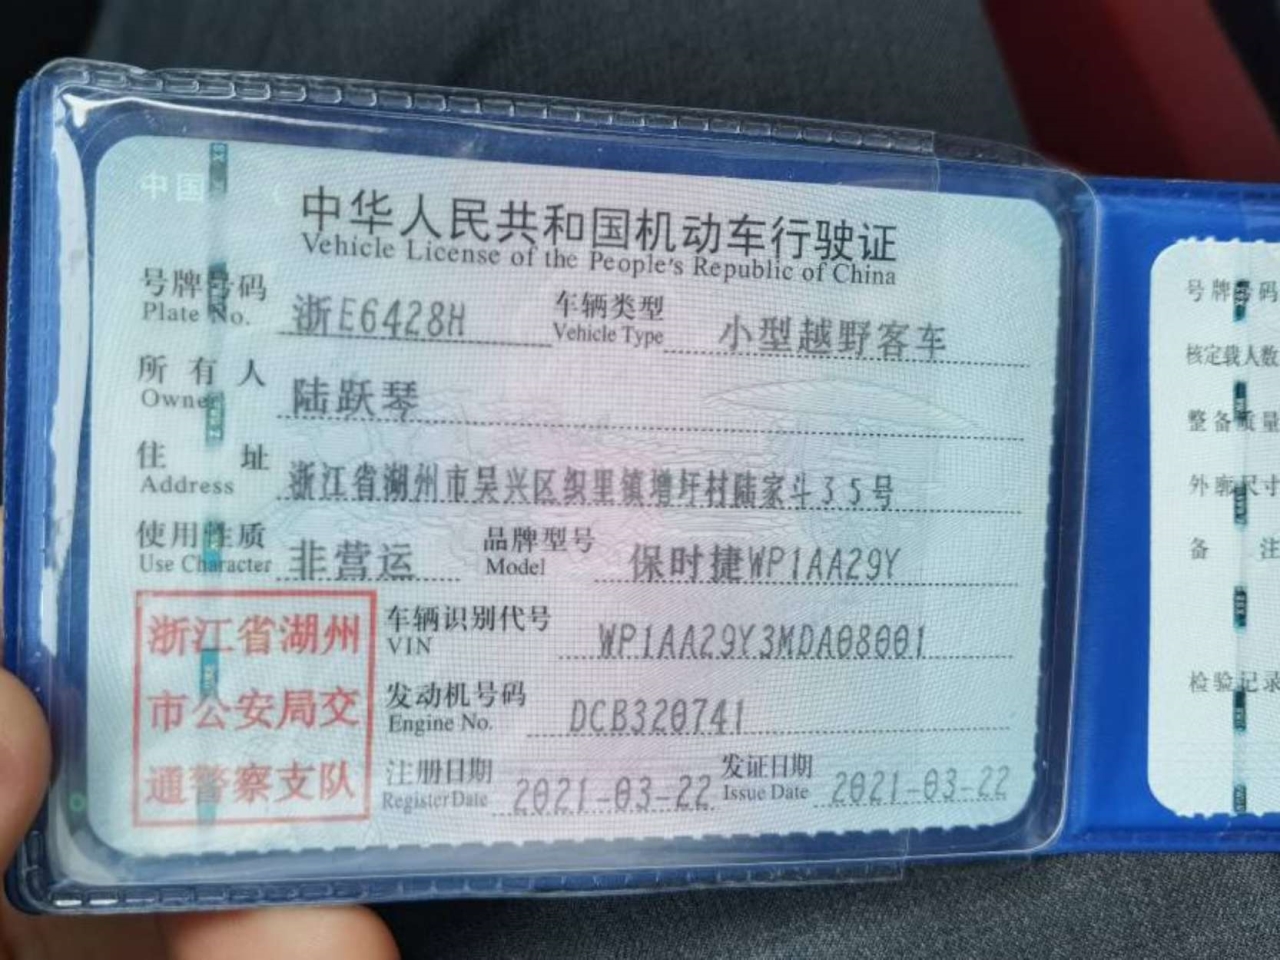 中国
中华人民共和国机动车行驶证
Vehicle License of the People's Republic of China
号牌号码 浙E6428H 车辆类型 小型越野客车
Plate No. Vehicle Type
所有人 陆跃琴
Owner
住址 浙江省湖州市吴兴区织里镇增圩村陆家斗35号
Address
使用性质 非营运 品牌型号 保时捷WP1AA29Y
Use Character Model
浙江省湖州
市公安局交
通警察支队
车辆识别代号 WP1AA29Y3MDA08001
VIN
发动机号码 DCB320741
Engine No.
注册日期 2021-03-22 发证日期 2021-03-22
Register Date Issue Date
号牌号码
核定载人数
整备质量
外廓尺寸
备注
检验记录